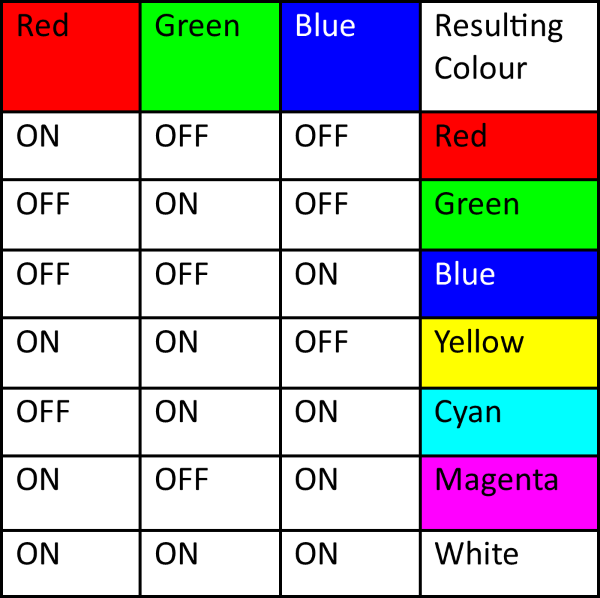 Red Green Blue Resulting
Colour
ON OFF OFF Red
OFF ON OFF Green
OFF OFF ON Blue
ON ON OFF Yellow
OFF ON ON Cyan
ON OFF ON Magenta
ON ON ON White